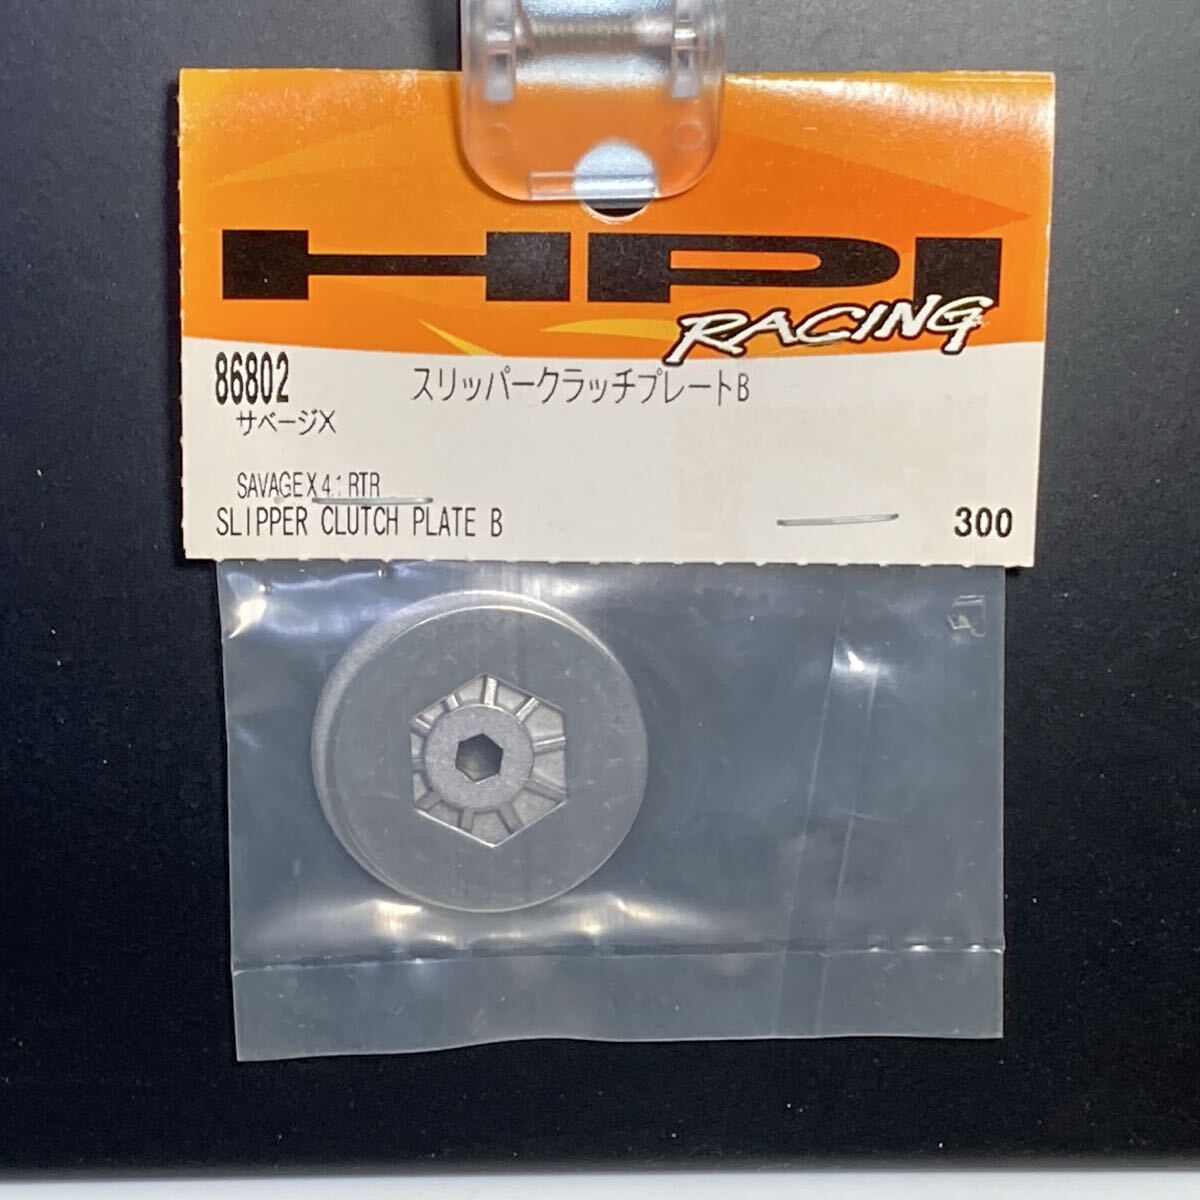 HPI
RACING
86802 スリッパークラッチプレートB
サベージX
SAVAGE X 4.1 RTR
SLIPPER CLUTCH PLATE B 300